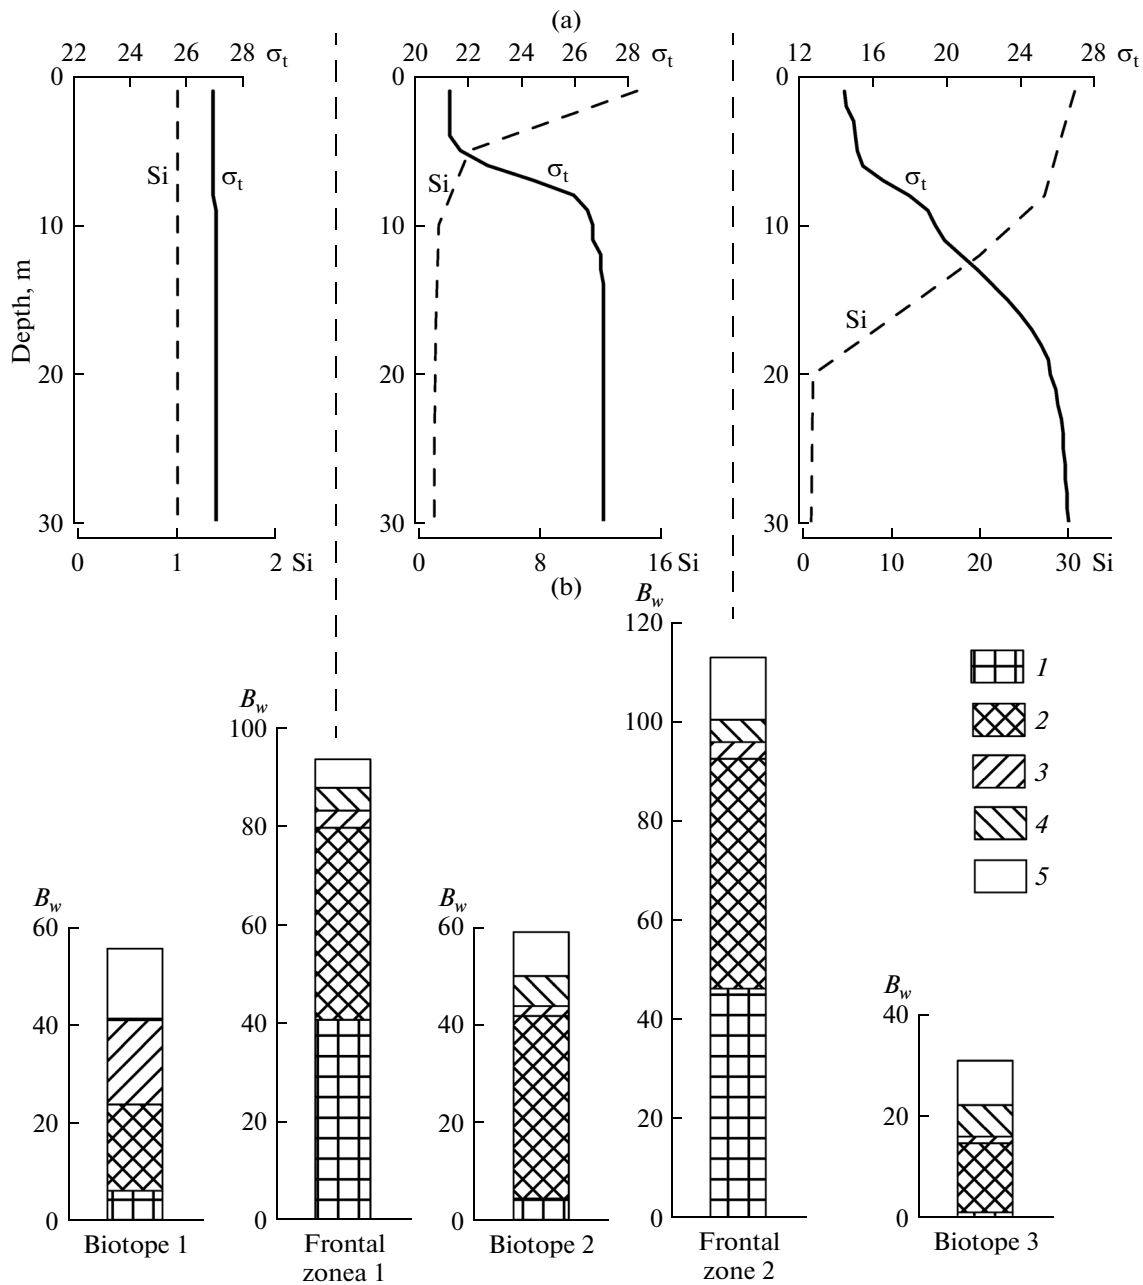 (a)
22 24 26 28 σt
20 22 24 26 28 σt
12 16 20 24 28 σt
0
10
20
30
Depth, m
Si
σt
0 1 2 Si
0
10
20
30
Si
σt
0 8 16 Si
0
10
20
30
Si
σt
0 10 20 30 Si
(b)
Bw
60
40
20
0
Biotope 1
Bw
100
80
60
40
20
0
Frontal
zonea 1
Bw
60
40
20
0
Biotope 2
Bw
120
100
80
60
40
20
0
Frontal
zone 2
Bw
40
20
0
Biotope 3
1
2
3
4
5